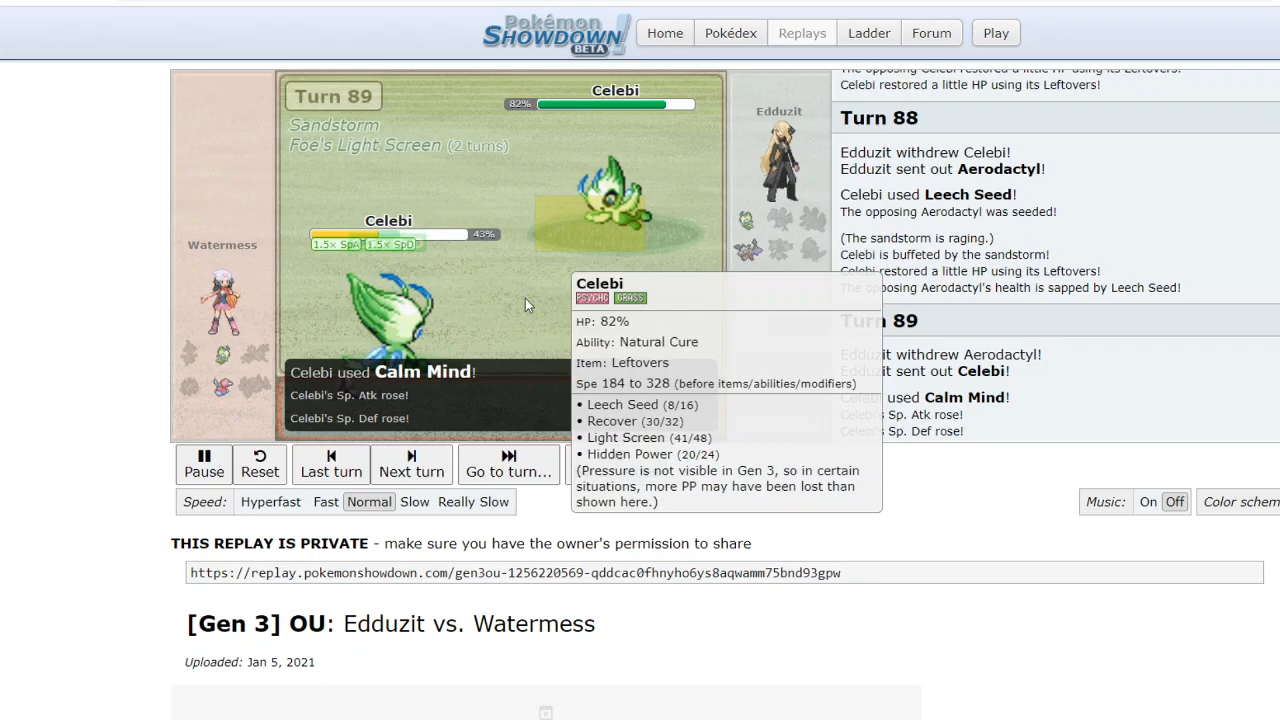 Pokémon
SHOWDOWN!
BETA
Home
Pokédex
Replays
Ladder
Forum
Play
Turn 89
Sandstorm
Foe's Light Screen (2 turns)
Celebi
82%
Celebi
43%
1.5× SpA
1.5× SpD
Watermess
Edduzit
Celebi used Calm Mind!
Celebi's Sp. Atk rose!
Celebi's Sp. Def rose!
Celebi
PSYCHC GRASS
HP: 82%
Ability: Natural Cure
Item: Leftovers
Spe 184 to 328 (before items/abilities/modifiers)
• Leech Seed (8/16)
• Recover (30/32)
• Light Screen (41/48)
• Hidden Power (20/24)
(Pressure is not visible in Gen 3, so in certain
situations, more PP may have been lost than
shown here.)
The opposing Celebi restored a little HP using its Leftovers!
Celebi restored a little HP using its Leftovers!
Turn 88
Edduzit withdrew Celebi!
Edduzit sent out Aerodactyl!
Celebi used Leech Seed!
The opposing Aerodactyl was seeded!
(The sandstorm is raging.)
Celebi is buffeted by the sandstorm!
Celebi restored a little HP using its Leftovers!
The opposing Aerodactyl's health is sapped by Leech Seed!
Turn 89
Edduzit withdrew Aerodactyl!
Edduzit sent out Celebi!
Celebi used Calm Mind!
Celebi's Sp. Atk rose!
Celebi's Sp. Def rose!
Pause
Reset
Last turn
Next turn
Go to turn...
Speed: Hyperfast Fast Normal Slow Really Slow
Music: On Off
Color schem
THIS REPLAY IS PRIVATE - make sure you have the owner's permission to share
https://replay.pokemonshowdown.com/gen3ou-1256220569-qddcac0fhnyho6ys8aqwamm75bnd93gpw
[Gen 3] OU: Edduzit vs. Watermess
Uploaded: Jan 5, 2021